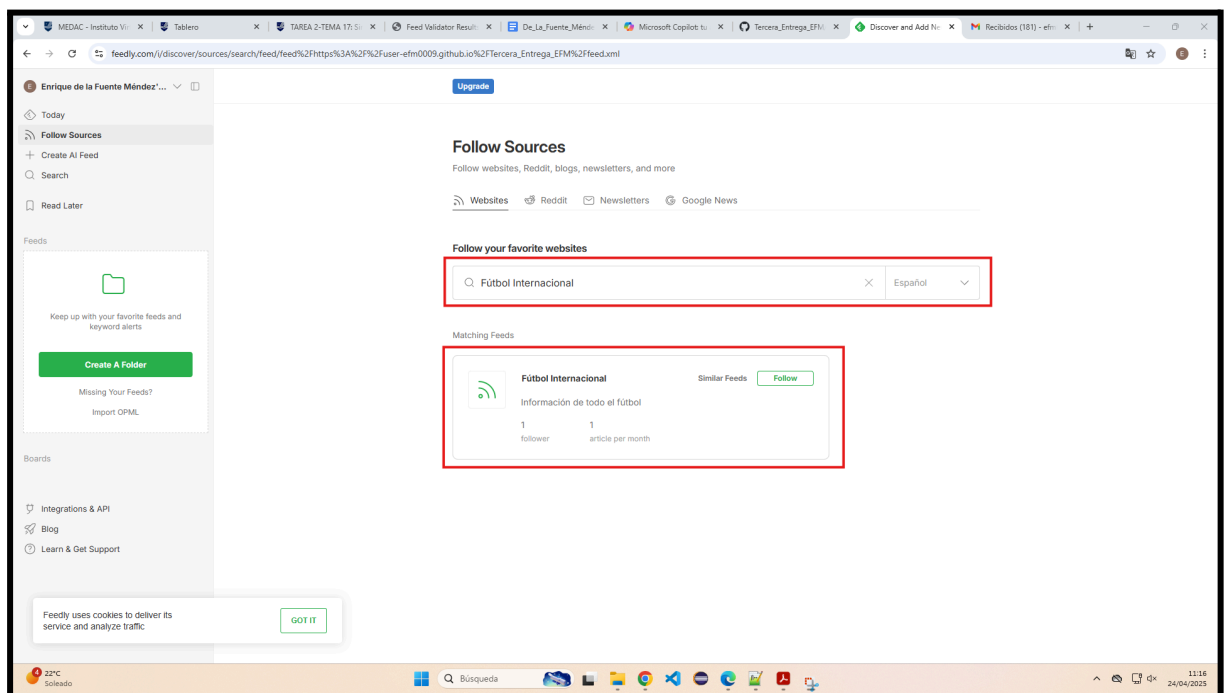 MEDAC - Instituto Vir
Tablero
TAREA 2-TEMA 17: Si
Feed Validator Results
De_La_Fuente_Ménde
Microsoft Copilot: tu
Tercera_Entrega_EFM
Discover and Add Ne
Recibidos (181) - efm
feedly.com/i/discover/sources/search/feed/feed%2Fhttps%3A%2F%2Fuser-efm0009.github.io%2FTercera_Entrega_EFM%2Ffeed.xml
E
E Enrique de la Fuente Méndez'...
Upgrade
Today
Follow Sources
Create AI Feed
Search
Read Later
Feeds
Keep up with your favorite feeds and
keyword alerts
Create A Folder
Missing Your Feeds?
Import OPML
Boards
Integrations & API
Blog
Learn & Get Support
Follow Sources
Follow websites, Reddit, blogs, newsletters, and more
Websites Reddit Newsletters Google News
Follow your favorite websites
Fútbol Internacional Español
Matching Feeds
Fútbol Internacional Similar Feeds Follow
Información de todo el fútbol
1 1
follower article per month
Feedly uses cookies to deliver its
service and analyze traffic
GOT IT
4 22°C
Soleado
Búsqueda
11:16
24/04/2025